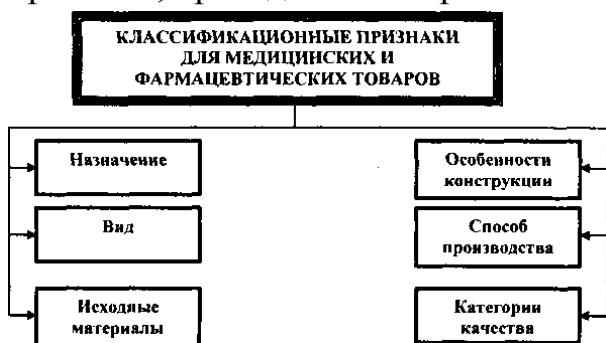 КЛАССИФИКАЦИОННЫЕ ПРИЗНАКИ
ДЛЯ МЕДИЦИНСКИХ И
ФАРМАЦЕВТИЧЕСКИХ ТОВАРОВ
Назначение
Вид
Исходные
материалы
Особенности
конструкции
Способ
производства
Категории
качества